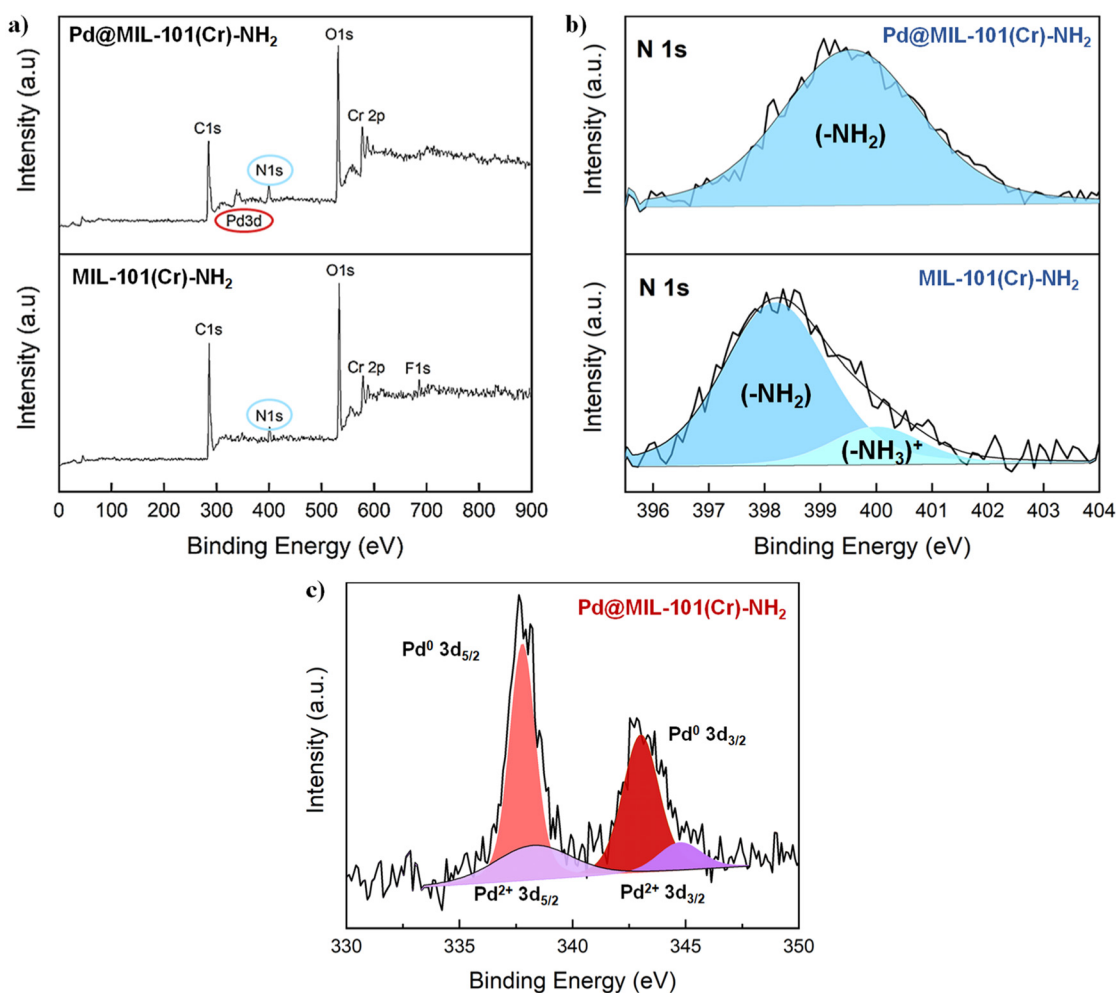 a)
Pd@MIL-101(Cr)-NH₂
O1s
C1s
Cr 2p
N1s
Pd3d
Intensity (a.u)
MIL-101(Cr)-NH₂
O1s
C1s
Cr 2p
F1s
N1s
Intensity (a.u)
0 100 200 300 400 500 600 700 800 900
Binding Energy (eV)
b)
N 1s
Pd@MIL-101(Cr)-NH₂
(-NH₂)
Intensity (a.u.)
N 1s
MIL-101(Cr)-NH₂
(-NH₂)
(-NH₃)⁺
Intensity (a.u.)
396 397 398 399 400 401 402 403 404
Binding Energy (eV)
c)
Pd@MIL-101(Cr)-NH₂
Pd⁰ 3d5/2
Pd⁰ 3d3/2
Pd²⁺ 3d5/2
Pd²⁺ 3d3/2
Intensity (a.u.)
330 335 340 345 350
Binding Energy (eV)